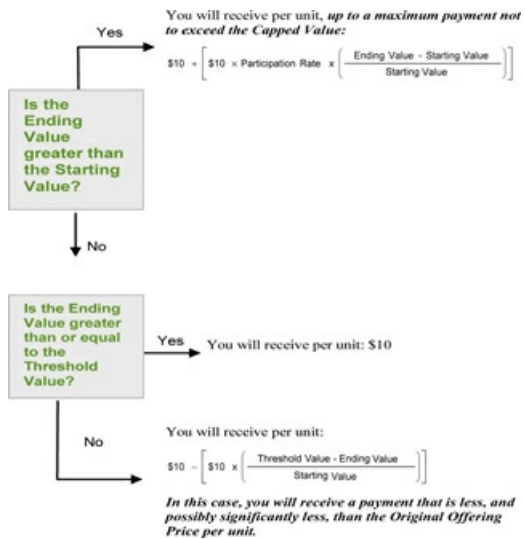 Yes
You will receive per unit, up to a maximum payment not
to exceed the Capped Value:
$10 + [ $10 × Participation Rate x ( Ending Value - Starting Value
Starting Value ) ]
Is the
Ending
Value
greater than
the Starting
Value?
No
Is the Ending
Value greater
than or equal
to the
Threshold
Value?
Yes
You will receive per unit: $10
No
You will receive per unit:
$10 - [ $10 x ( Threshold Value - Ending Value
Starting Value ) ]
In this case, you will receive a payment that is less, and
possibly significantly less, than the Original Offering
Price per unit.